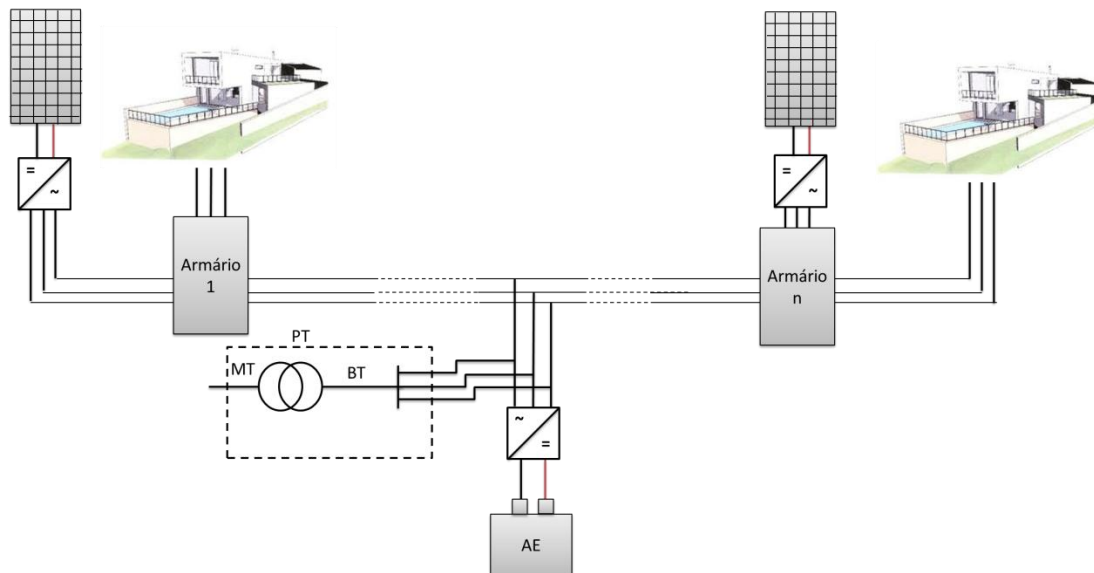 =
~
=
~
Armário
1
Armário
n
PT
MT
BT
~
=
AE